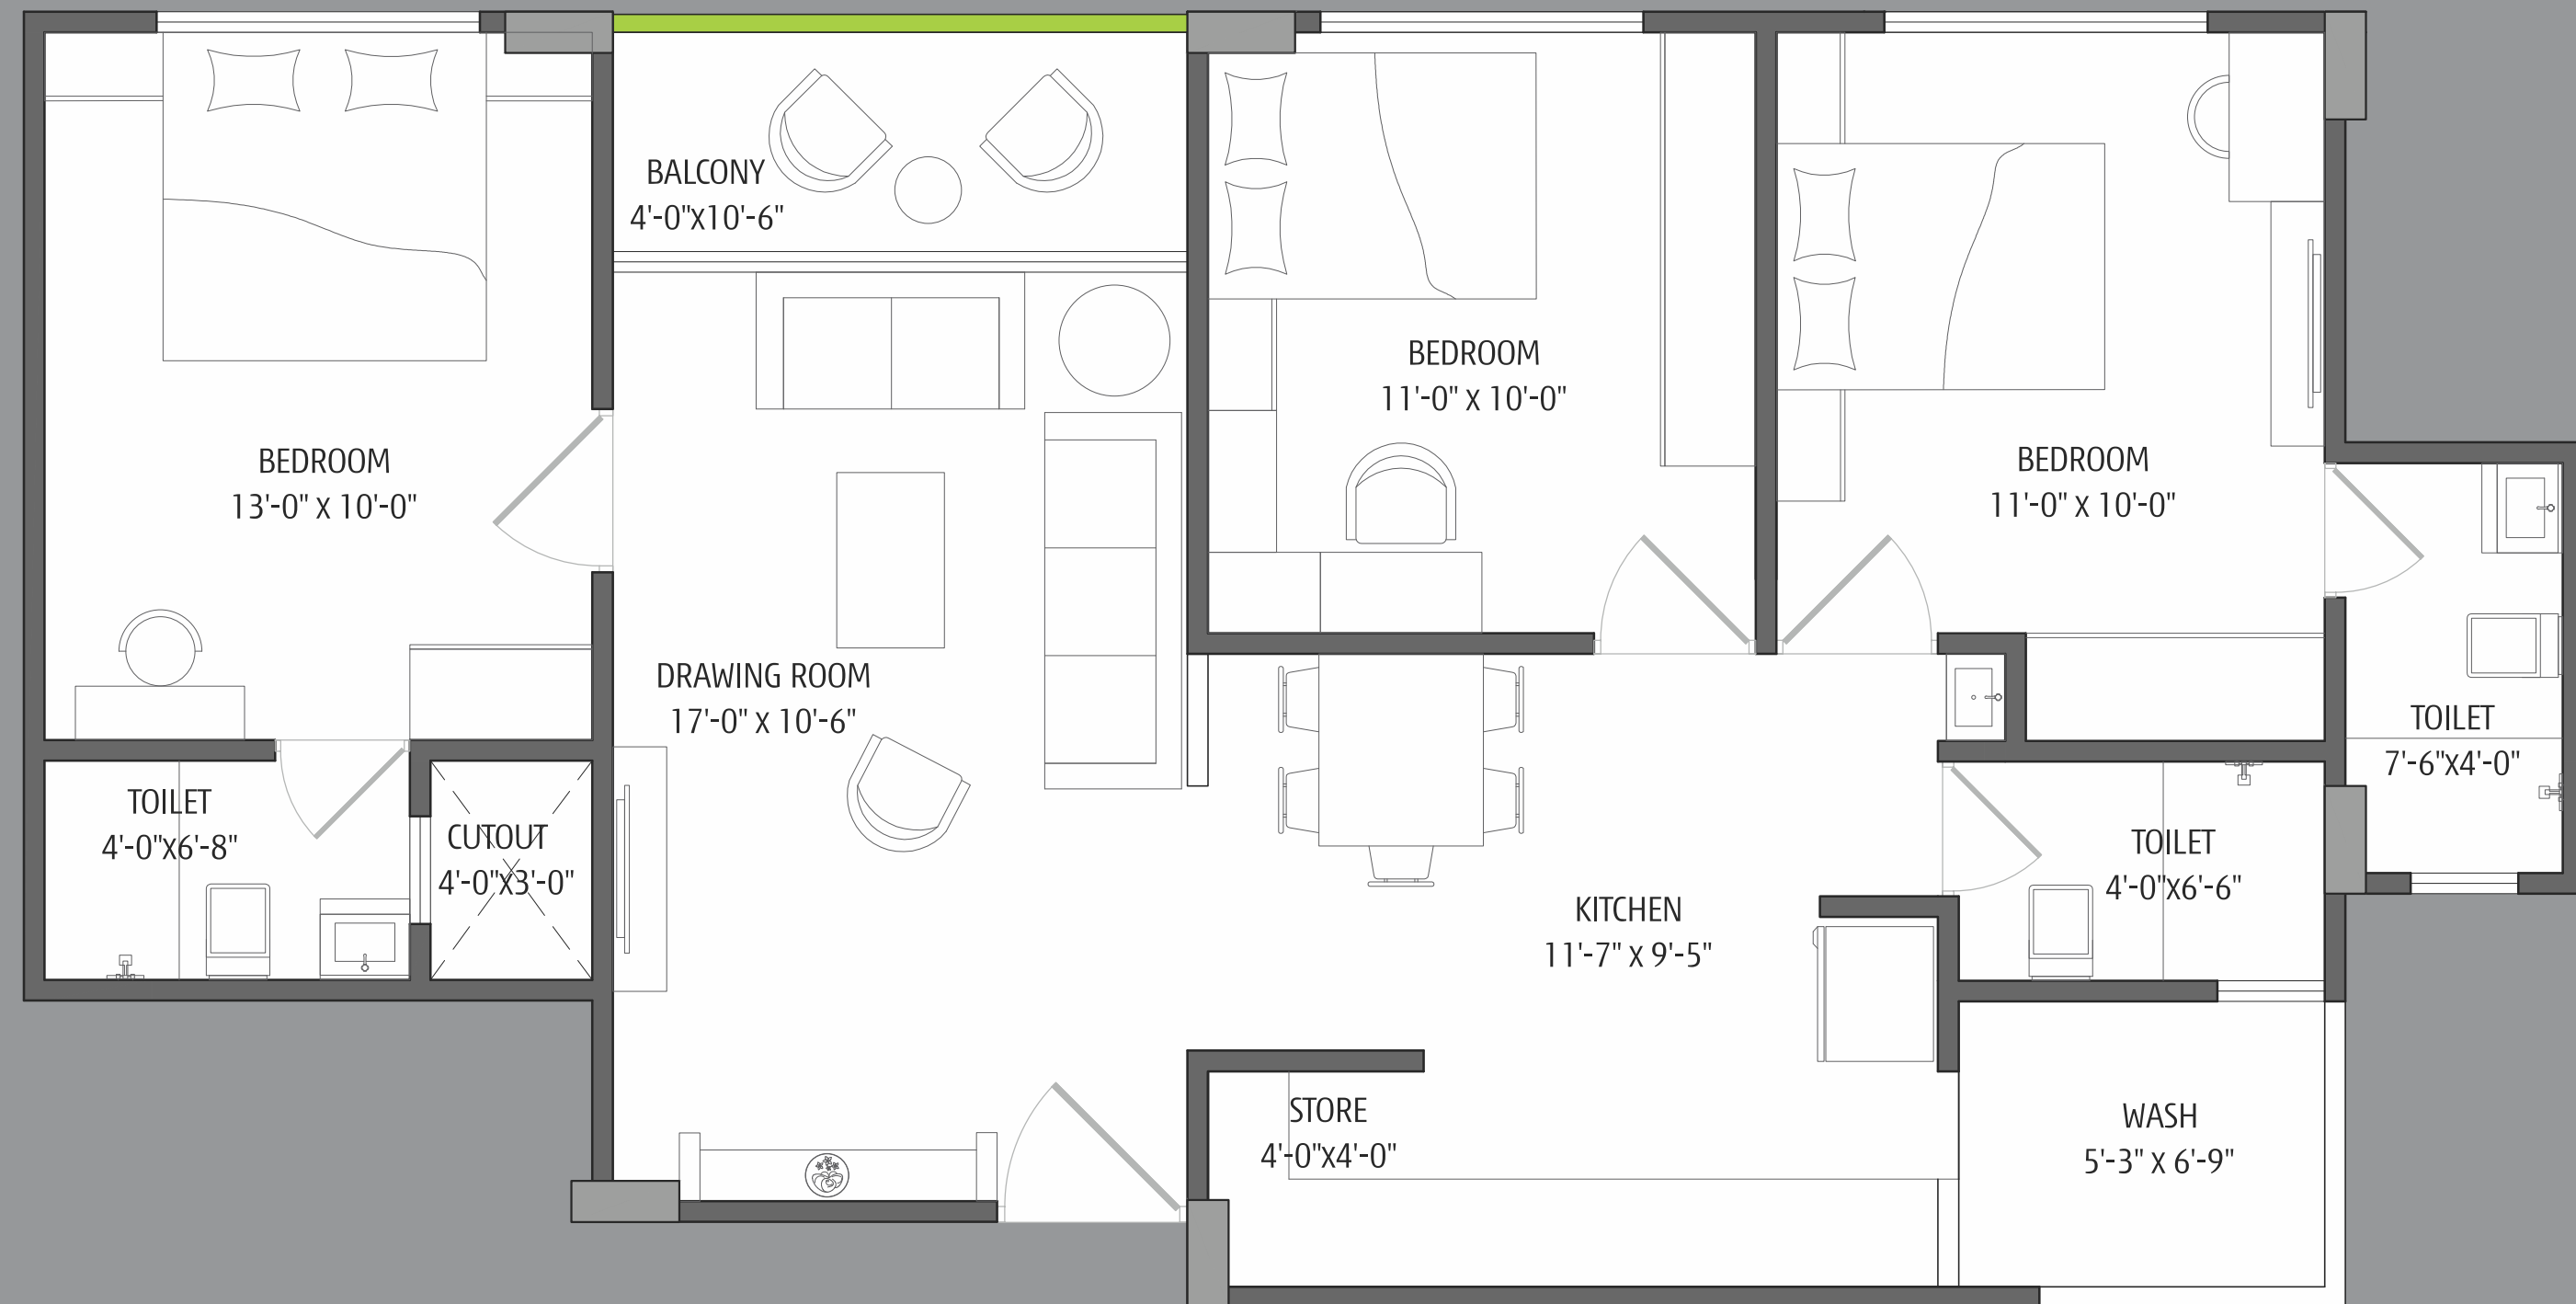 BALCONY
4'-0"X10'-6"
BEDROOM
13'-0" X 10'-0"
BEDROOM
11'-0" X 10'-0"
BEDROOM
11'-0" X 10'-0"
DRAWING ROOM
17'-0" X 10'-6"
TOILET
7'-6"X4'-0"
TOILET
4'-0"X6'-8"
CUTOUT
4'-0"X3'-0"
TOILET
4'-0"X6'-6"
KITCHEN
11'-7" X 9'-5"
STORE
4'-0"X4'-0"
WASH
5'-3" X 6'-9"